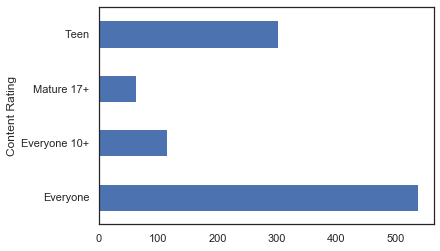 Content Rating
Teen
Mature 17+
Everyone 10+
Everyone
0 100 200 300 400 500